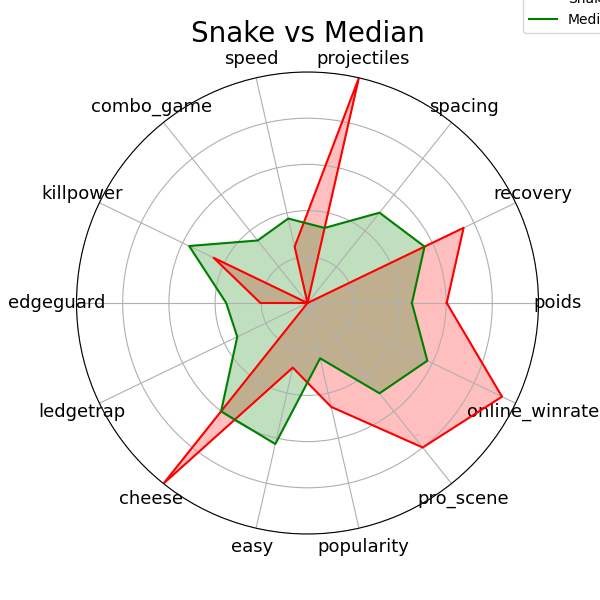 Snake vs Median
speed
projectiles
combo_game
spacing
killpower
recovery
edgeguard
poids
ledgetrap
online_winrate
cheese
pro_scene
easy
popularity